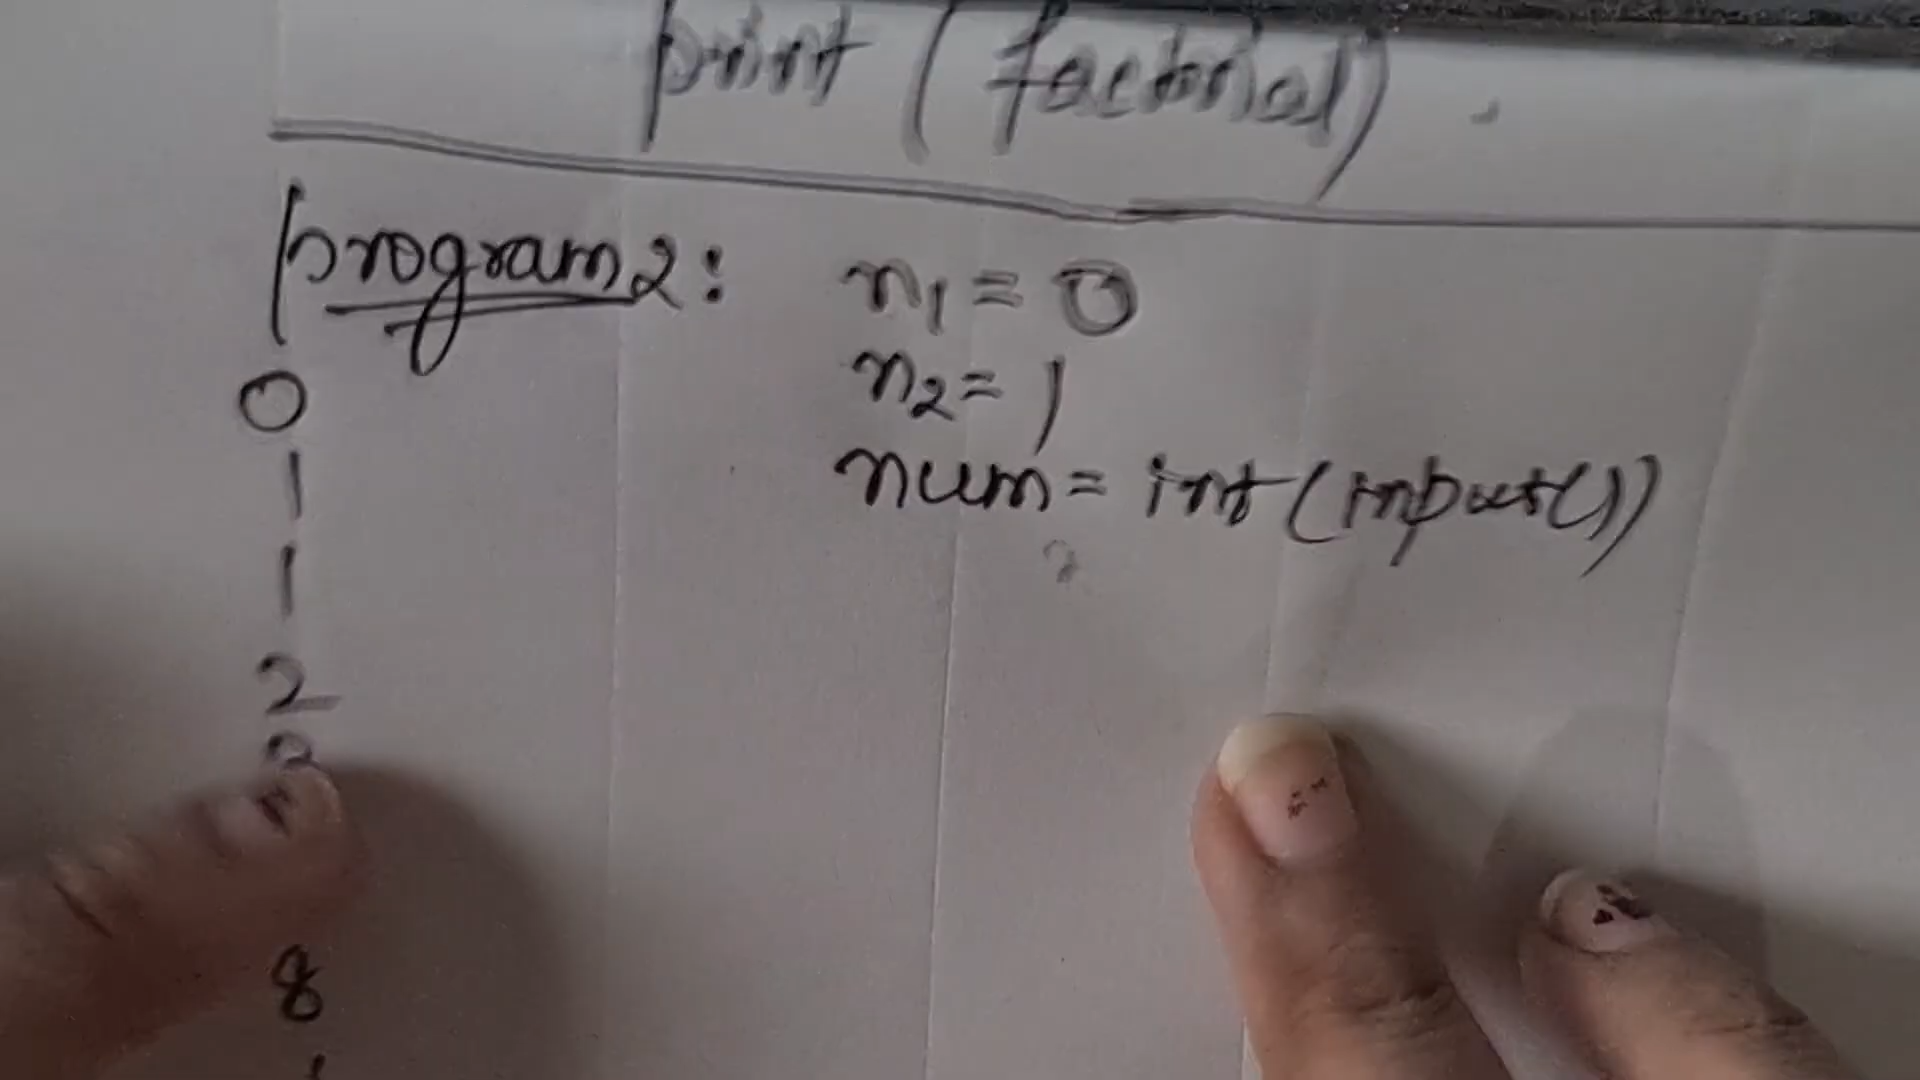 print (factorial)
program2:
n1 = 0
n2 = 1
num = int(input())
0
1
1
2
8